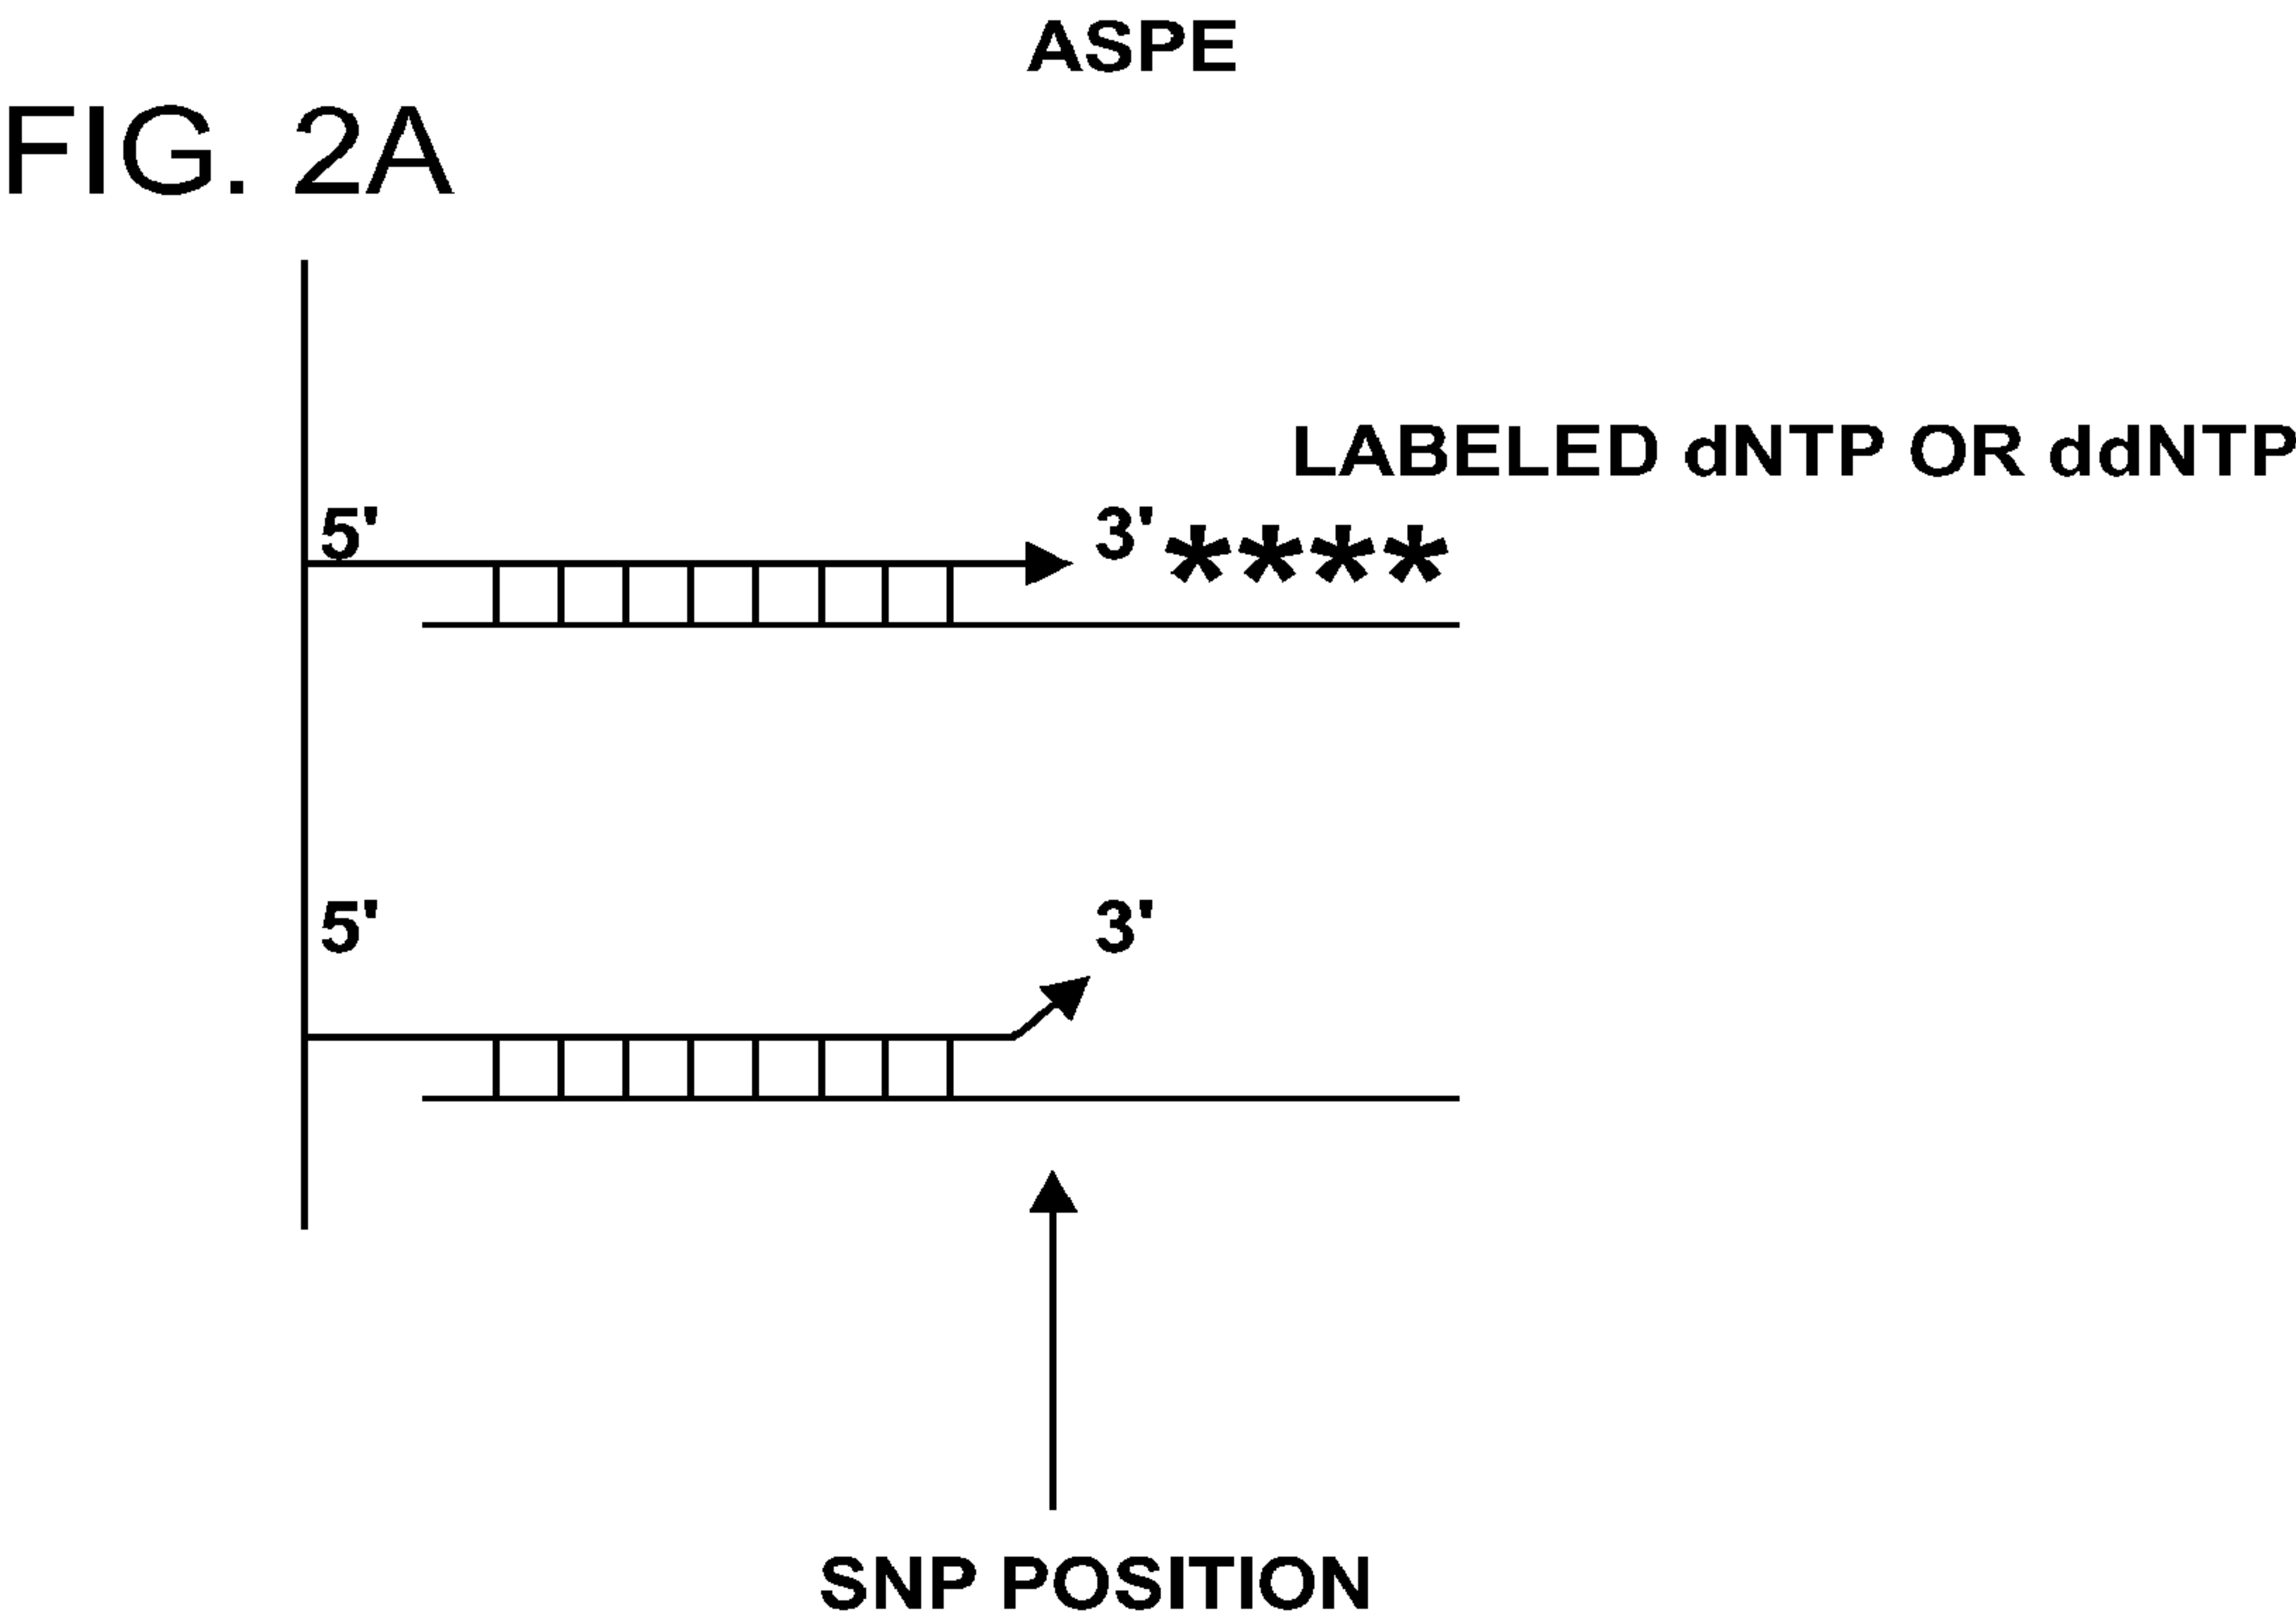 ASPE
FIG. 2A
LABELED dNTP OR ddNTP
5' 3' ****
5' 3'
SNP POSITION